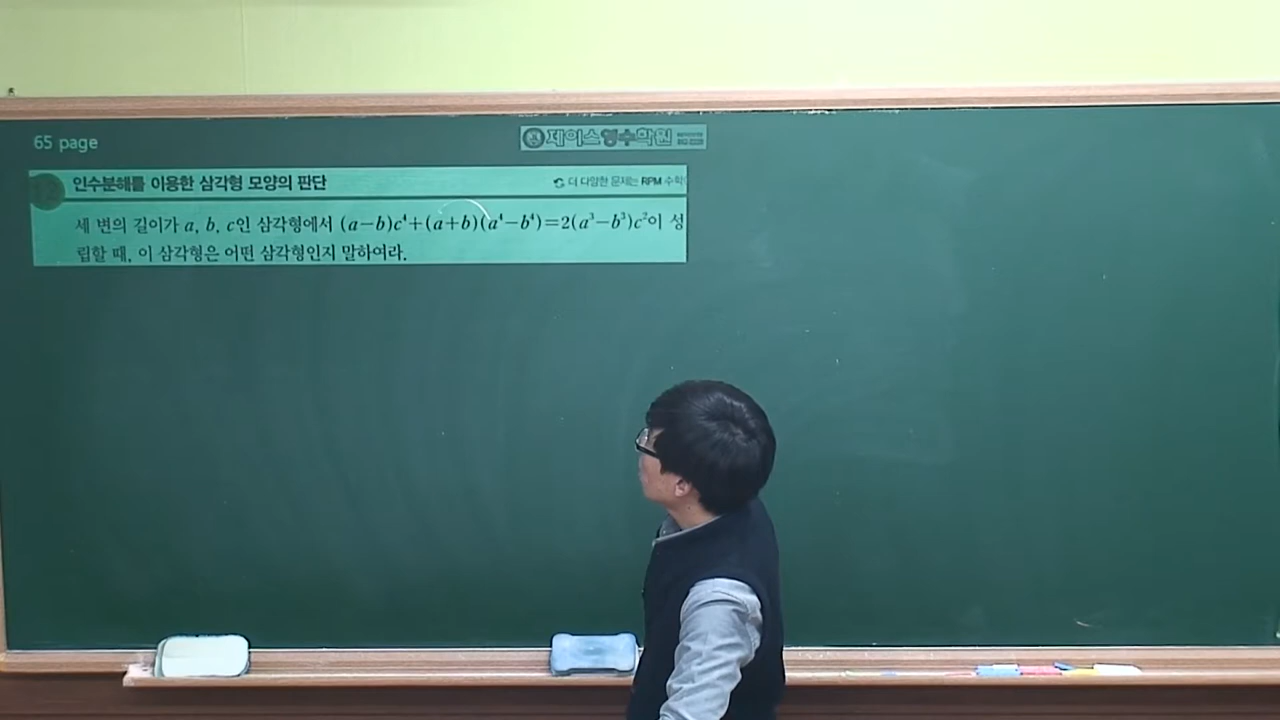 65 page
제이스영수학원
인수분해를 이용한 삼각형 모양의 판단
더 다양한 문제는 RPM 수학
세 변의 길이가 a, b, c인 삼각형에서 (a−b)c⁴+(a+b)(a⁴−b⁴)=2(a³−b³)c²이 성
립할 때, 이 삼각형은 어떤 삼각형인지 말하여라.